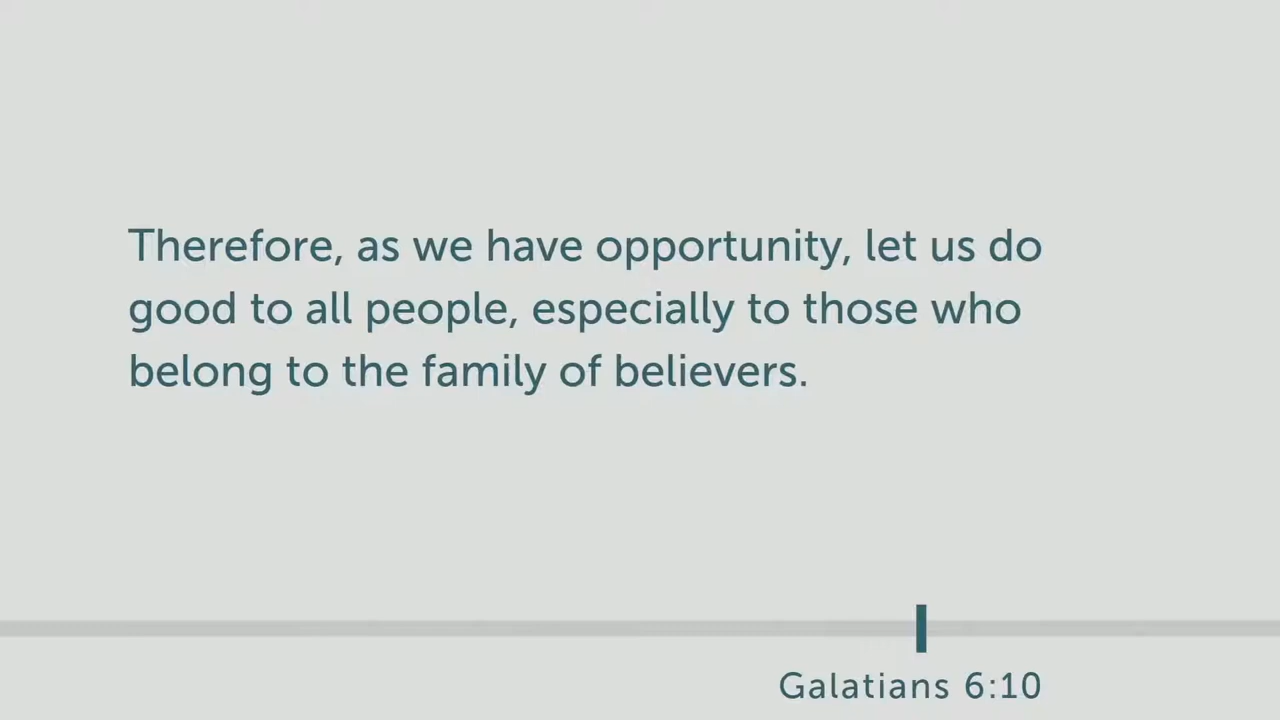 Therefore, as we have opportunity, let us do
good to all people, especially to those who
belong to the family of believers.
Galatians 6:10